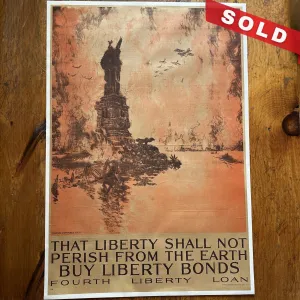 SOLD
THAT LIBERTY SHALL NOT
PERISH FROM THE EARTH
BUY LIBERTY BONDS
FOURTH LIBERTY LOAN